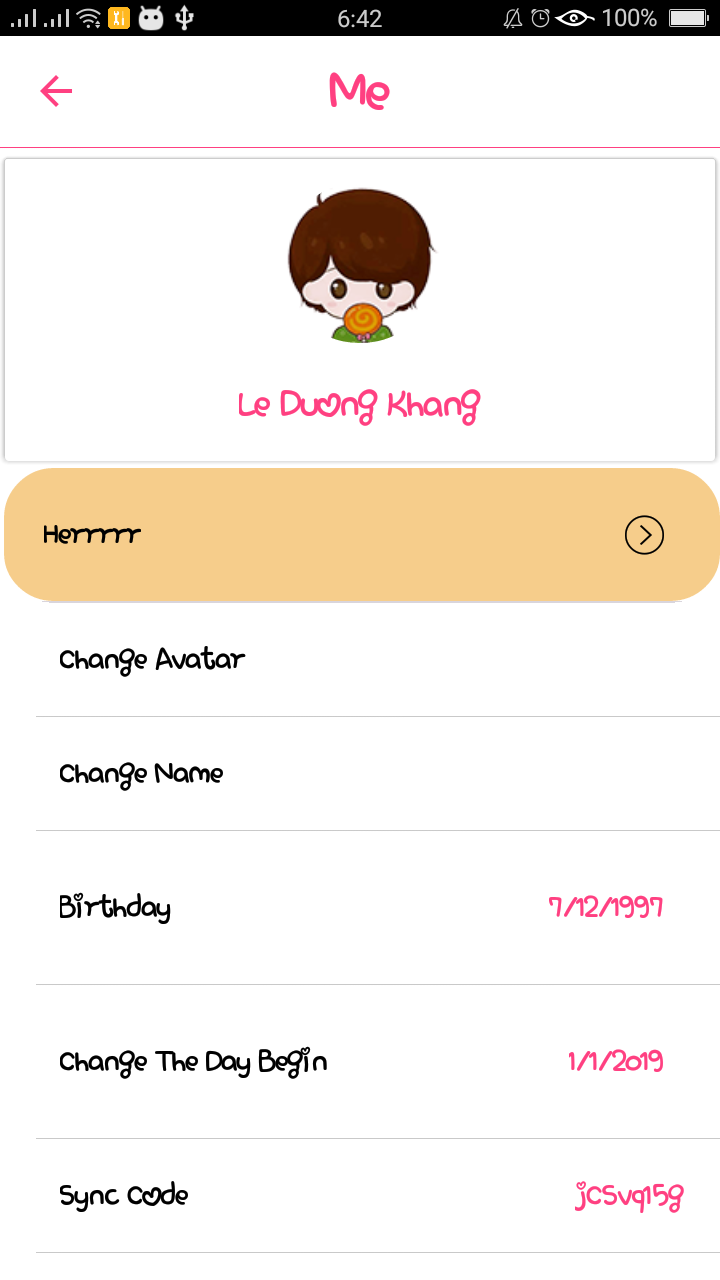 6:42
100%
Me
Le Duong Khang
Herrrrr
Change Avatar
Change Name
Birthday 7/12/1997
Change The Day Begin 1/1/2019
Sync Code jCSvq15g